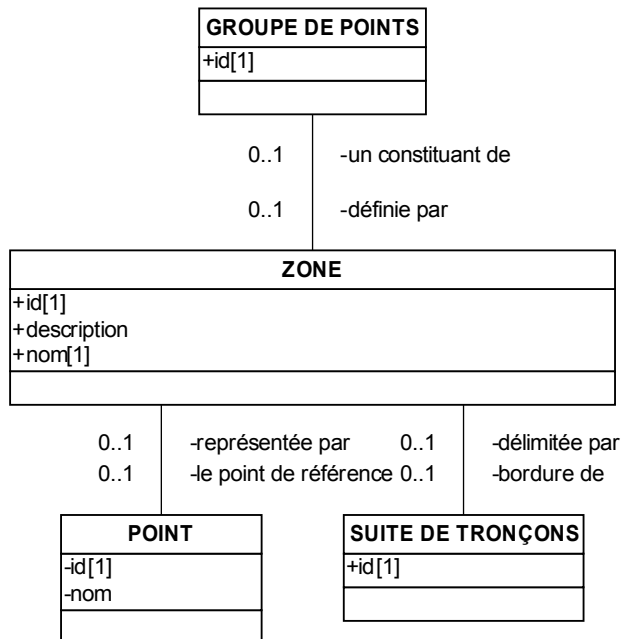 GROUPE DE POINTS
+id[1]
0..1 -un constituant de
0..1 -définie par
ZONE
+id[1]
+description
+nom[1]
0..1 -représentée par 0..1 -délimitée par
0..1 -le point de référence 0..1 -bordure de
POINT
-id[1]
-nom
SUITE DE TRONÇONS
+id[1]